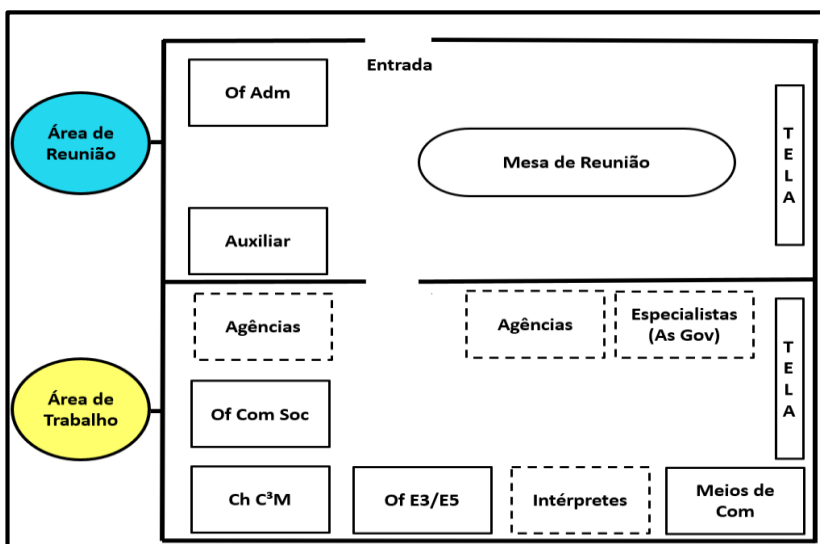 Entrada
Of Adm
Área de
Reunião
Mesa de Reunião
T
E
L
A
Auxiliar
Agências
Agências
Especialistas
(As Gov)
T
E
L
A
Área de
Trabalho
Of Com Soc
Ch C³M
Of E3/E5
Intérpretes
Meios de
Com